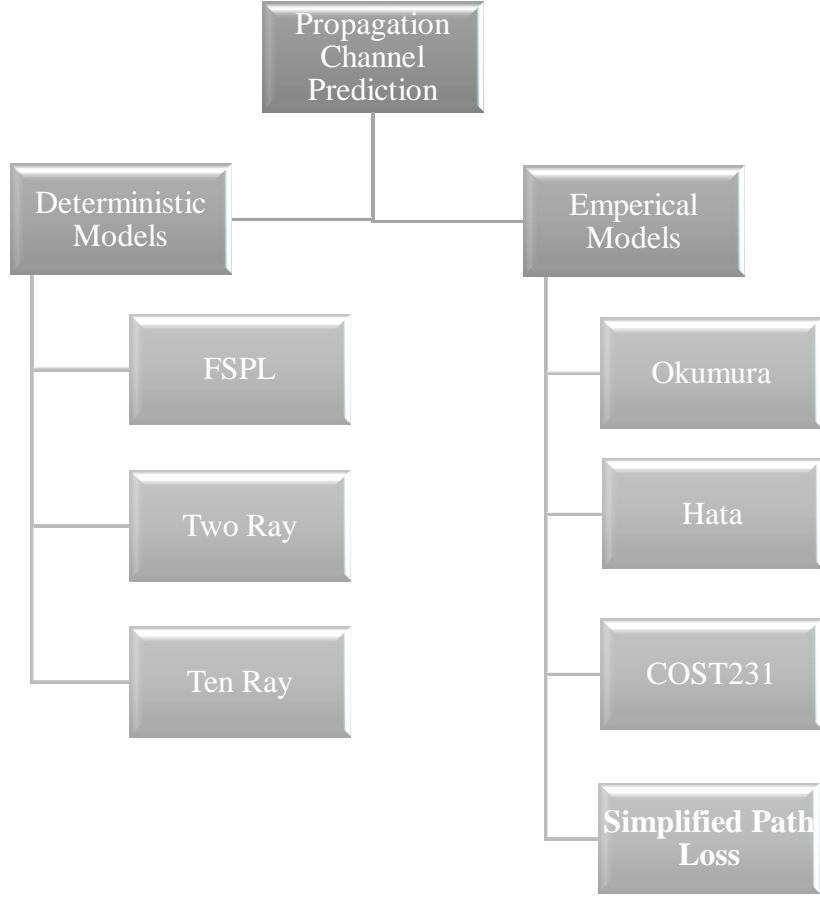 Propagation
Channel
Prediction
Deterministic
Models
Emperical
Models
FSPL
Two Ray
Ten Ray
Okumura
Hata
COST231
Simplified Path
Loss